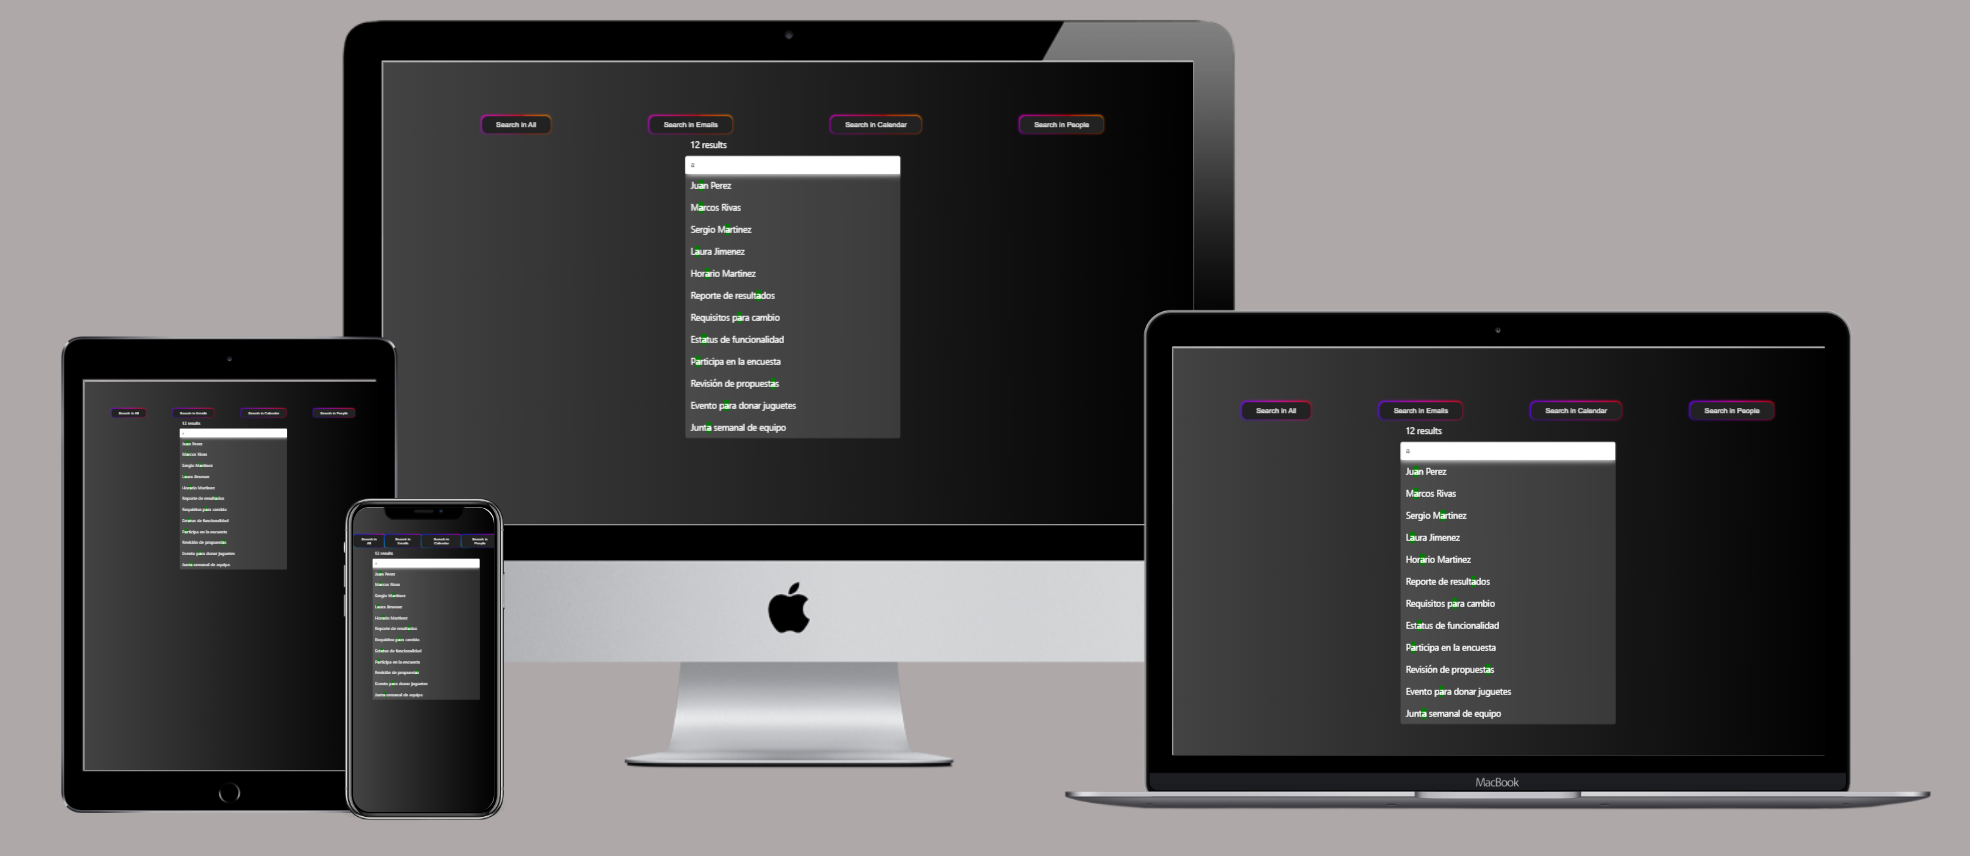 Search in All
Search in Emails
Search in Calendar
Search in People
12 results
a
Juan Perez
Marcos Rivas
Sergio Martinez
Laura Jimenez
Horario Martinez
Reporte de resultados
Requisitos para cambio
Estatus de funcionalidad
Participa en la encuesta
Revisión de propuestas
Evento para donar juguetes
Junta semanal de equipo
Search in All
Search in Emails
Search in Calendar
Search in People
12 results
Juan Perez
Marcos Rivas
Sergio Martinez
Laura Jimenez
Horario Martinez
Reporte de resultados
Requisitos para cambio
Estatus de funcionalidad
Participa en la encuesta
Revisión de propuestas
Evento para donar juguetes
Junta semanal de equipo
Search in
All
Search in
Emails
Search in
Calendar
Search in
People
12 results
Juan Perez
Marcos Rivas
Sergio Martinez
Laura Jimenez
Horario Martinez
Reporte de resultados
Requisitos para cambio
Estatus de funcionalidad
Participa en la encuesta
Revisión de propuestas
Evento para donar juguetes
Junta semanal de equipo
Search in All
Search in Emails
Search in Calendar
Search in People
12 results
a
Juan Perez
Marcos Rivas
Sergio Martinez
Laura Jimenez
Horario Martinez
Reporte de resultados
Requisitos para cambio
Estatus de funcionalidad
Participa en la encuesta
Revisión de propuestas
Evento para donar juguetes
Junta semanal de equipo
MacBook